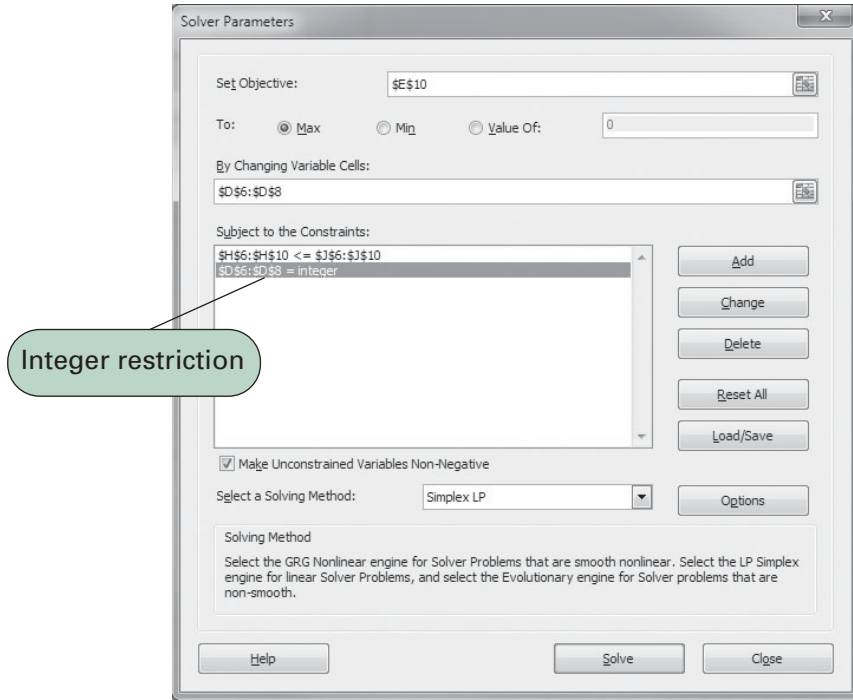 Solver Parameters
X
Set Objective: $E$10
To: Max Min Value Of: 0
By Changing Variable Cells:
$D$6:$D$8
Subject to the Constraints:
$H$6:$H$10 <= $J$6:$J$10
$D$6:$D$8 = integer
Add
Change
Delete
Reset All
Load/Save
Integer restriction
Make Unconstrained Variables Non-Negative
Select a Solving Method: Simplex LP Options
Solving Method
Select the GRG Nonlinear engine for Solver Problems that are smooth nonlinear. Select the LP Simplex
engine for linear Solver Problems, and select the Evolutionary engine for Solver problems that are
non-smooth.
Help Solve Close